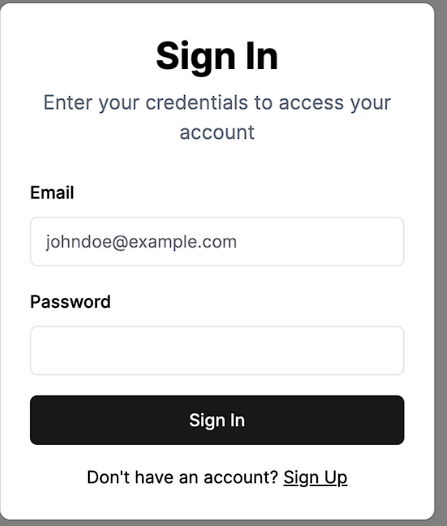 Sign In
Enter your credentials to access your
account
Email
johndoe@example.com
Password
Sign In
Don't have an account? Sign Up